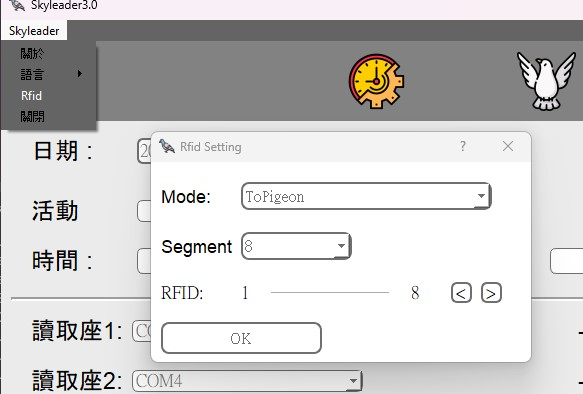 Skyleader3.0
Skyleader
關於
語言
Rfid
關閉
日期 :
Rfid Setting
?
Mode:
ToPigeon
活動
Segment
8
時間 :
RFID:
1
8
<
>
OK
讀取座1:
讀取座2:
COM4